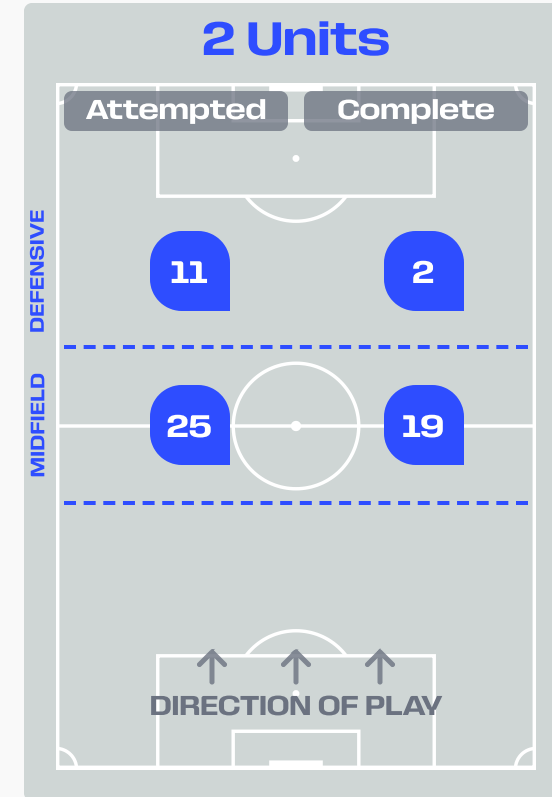 2 Units
Attempted Complete
DEFENSIVE
11 2
MIDFIELD
25 19
DIRECTION OF PLAY